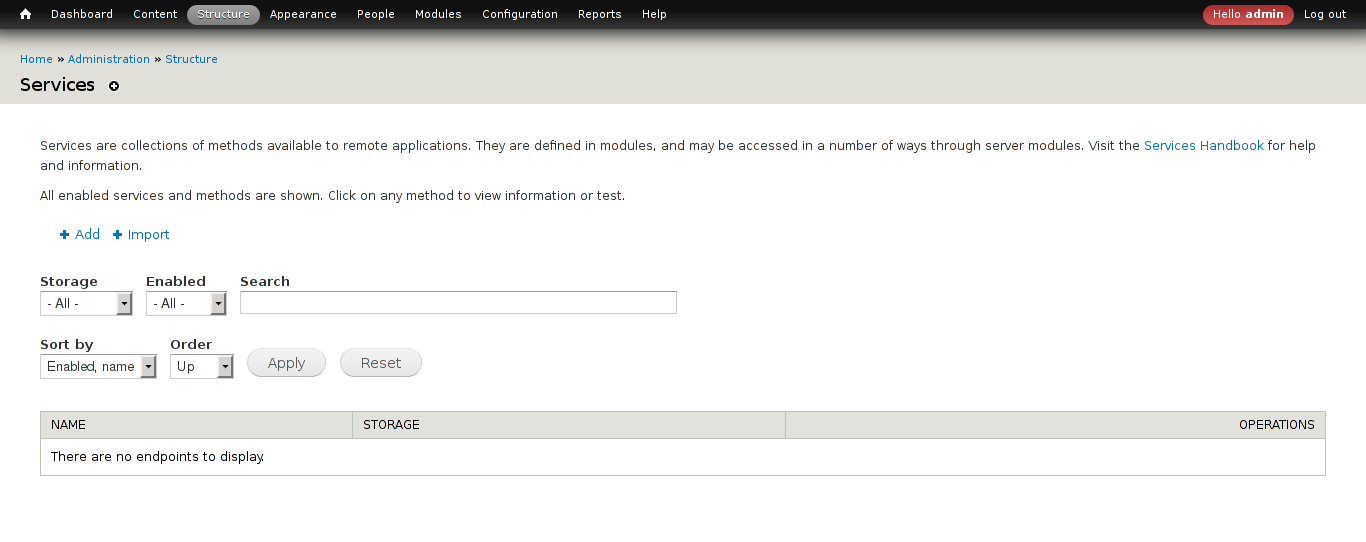 Dashboard Content Structure Appearance People Modules Configuration Reports Help Hello admin Log out
Home » Administration » Structure
Services
Services are collections of methods available to remote applications. They are defined in modules, and may be accessed in a number of ways through server modules. Visit the Services Handbook for help
and information.
All enabled services and methods are shown. Click on any method to view information or test.
Add Import
Storage Enabled Search
- All - - All -
Sort by Order
Enabled, name Up Apply Reset
NAME STORAGE OPERATIONS
There are no endpoints to display.